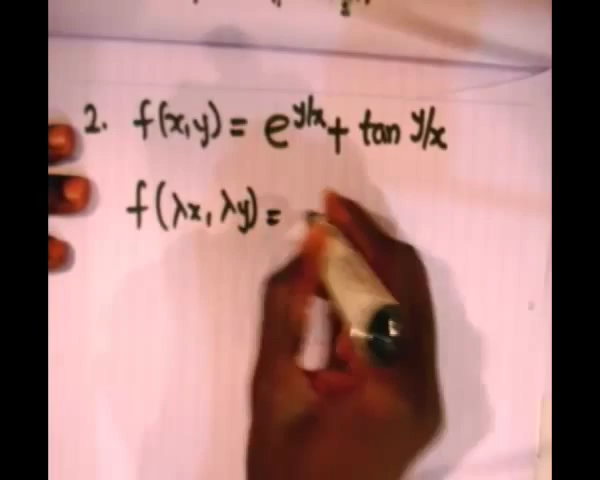 2. f(x,y) = e^{y/x} + tan y/x
f(λx, λy) =